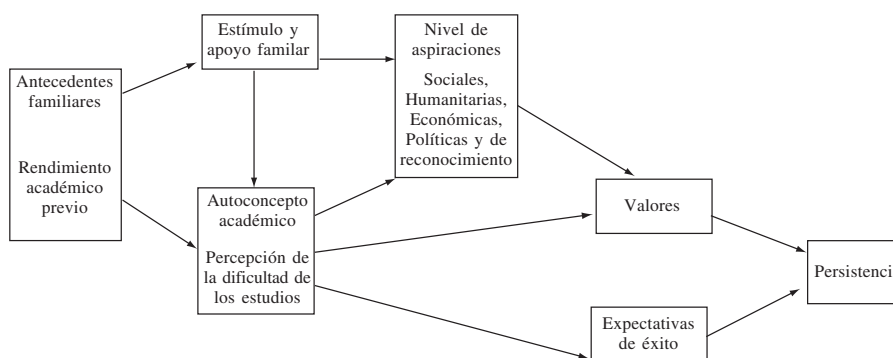 Antecedentes
familiares
Rendimiento
académico
previo
Estímulo y
apoyo familar
Autoconcepto
académico
Percepción de
la dificultad de
los estudios
Nivel de
aspiraciones
Sociales,
Humanitarias,
Económicas,
Políticas y de
reconocimiento
Valores
Expectativas
de éxito
Persistenci